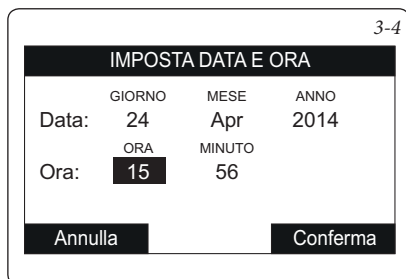 3-4
IMPOSTA DATA E ORA
GIORNO MESE ANNO
Data: 24 Apr 2014
ORA MINUTO
Ora: 15 56
Annulla Conferma